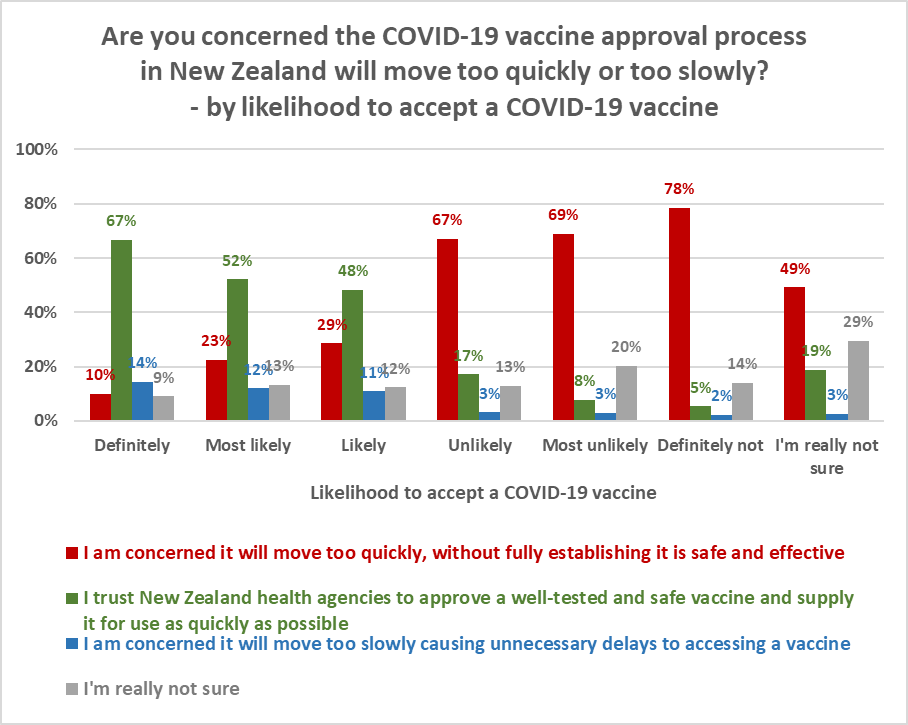 Are you concerned the COVID-19 vaccine approval process
in New Zealand will move too quickly or too slowly?
- by likelihood to accept a COVID-19 vaccine
100%
80%
60%
40%
20%
0%
10%
67%
14%
9%
23%
52%
12%
13%
29%
48%
11%
12%
67%
17%
3%
13%
69%
8%
3%
20%
78%
5%
2%
14%
49%
19%
3%
29%
Definitely
Most likely
Likely
Unlikely
Most unlikely
Definitely not
I'm really not
sure
Likelihood to accept a COVID-19 vaccine
I am concerned it will move too quickly, without fully establishing it is safe and effective
I trust New Zealand health agencies to approve a well-tested and safe vaccine and supply
it for use as quickly as possible
I am concerned it will move too slowly causing unnecessary delays to accessing a vaccine
I'm really not sure